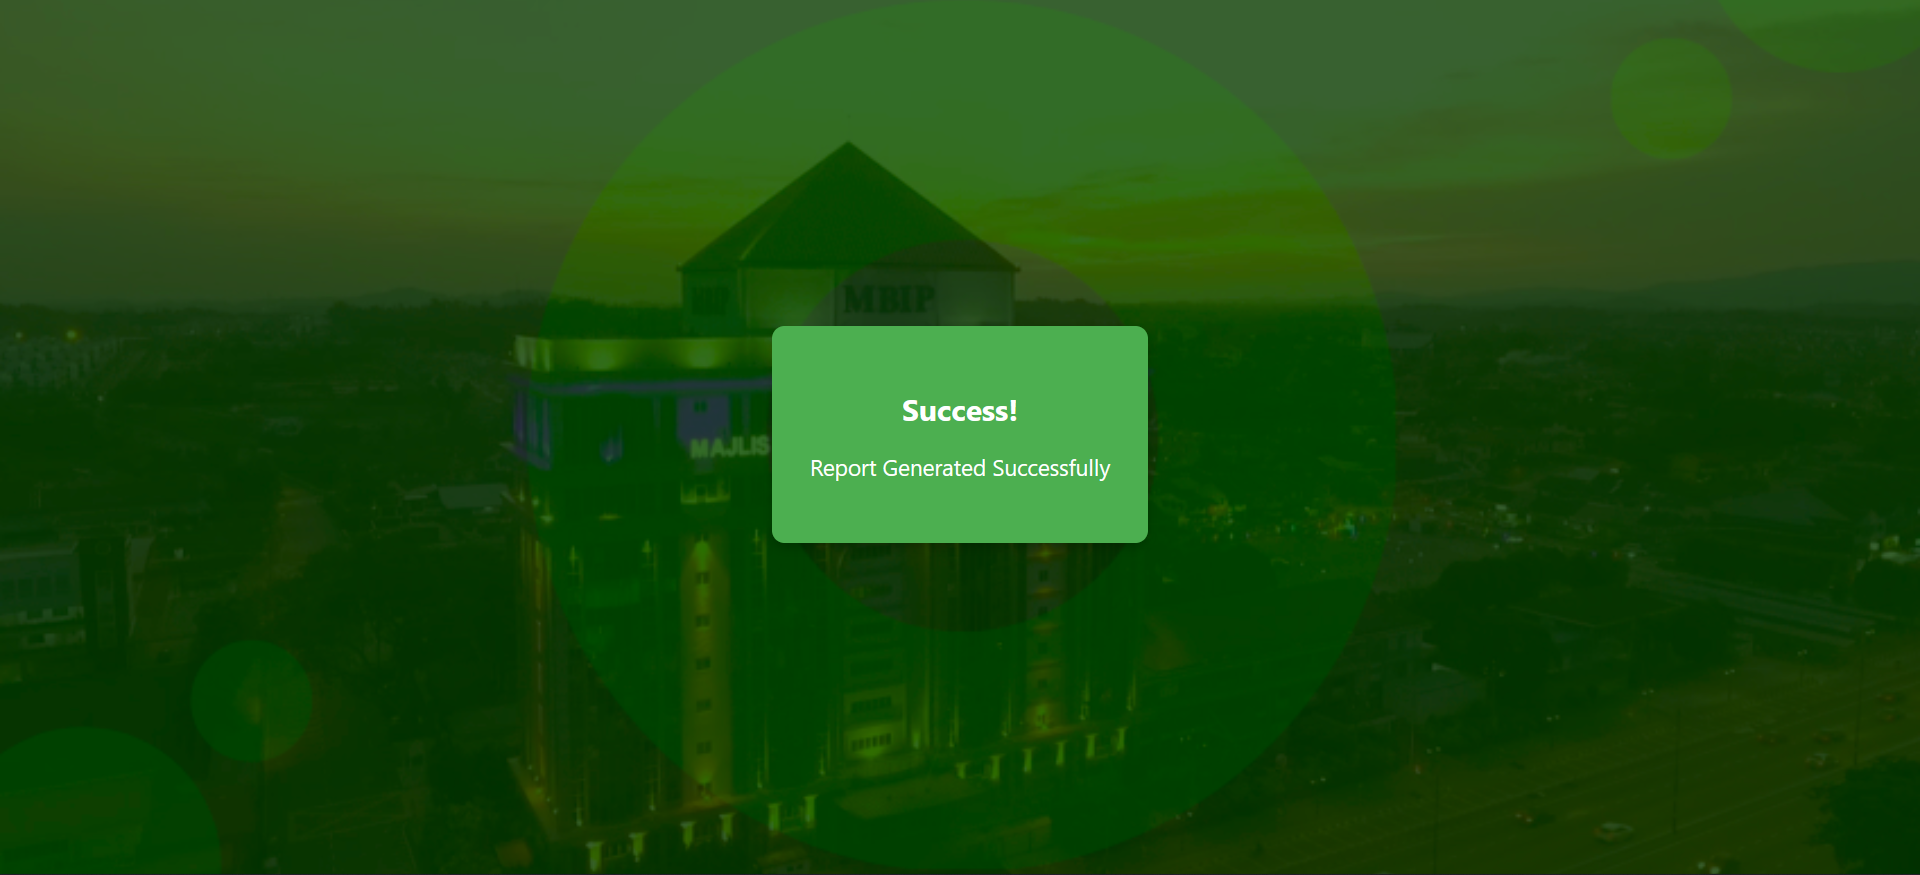 MBIP
MAJLIS
Success!
Report Generated Successfully